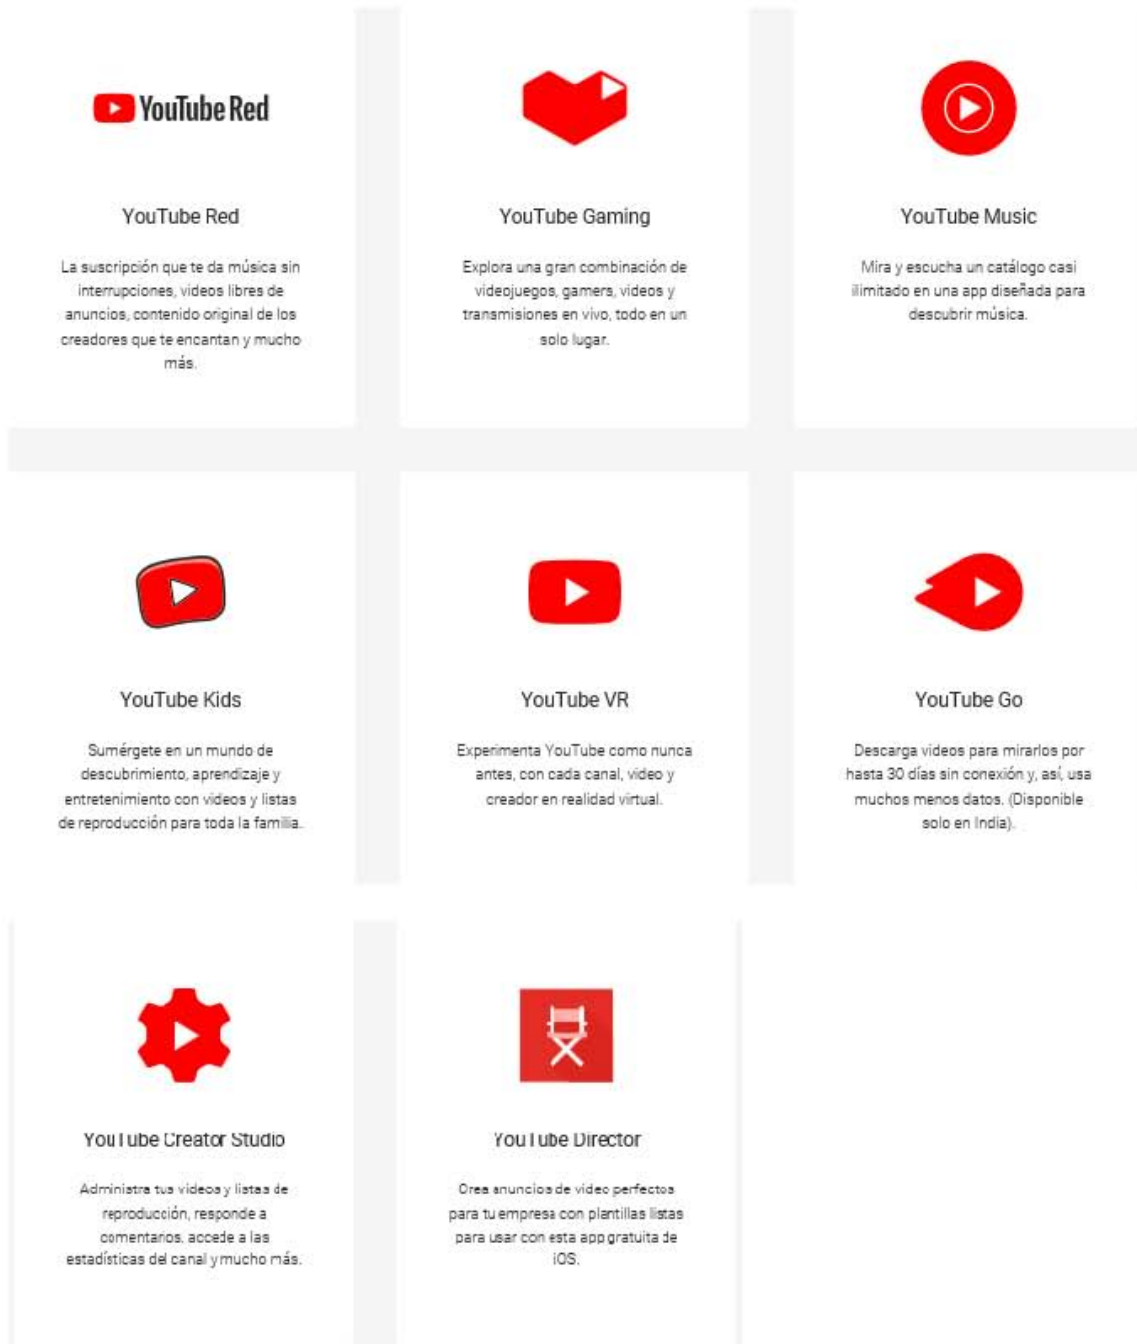 YouTube Red
YouTube Red
La suscripción que te da música sin
interrupciones, videos libres de
anuncios, contenido original de los
creadores que te encantan y mucho
más.
YouTube Gaming
Explora una gran combinación de
videojuegos, gamers, videos y
transmisiones en vivo, todo en un
solo lugar.
YouTube Music
Mira y escucha un catálogo casi
ilimitado en una app diseñada para
descubrir música.
YouTube Kids
Sumérgete en un mundo de
descubrimiento, aprendizaje y
entretenimiento con videos y listas
de reproducción para toda la familia.
YouTube VR
Experimenta YouTube como nunca
antes, con cada canal, video y
creador en realidad virtual.
YouTube Go
Descarga videos para mirarlos por
hasta 30 días sin conexión y, así, usa
muchos menos datos. (Disponible
solo en India).
YouTube Creator Studio
Administra tus videos y listas de
reproducción, responde a
comentarios, accede a las
estadísticas del canal y mucho más.
YouTube Director
Crea anuncios de video perfectos
para tu empresa con plantillas listas
para usar con esta app gratuita de
iOS.